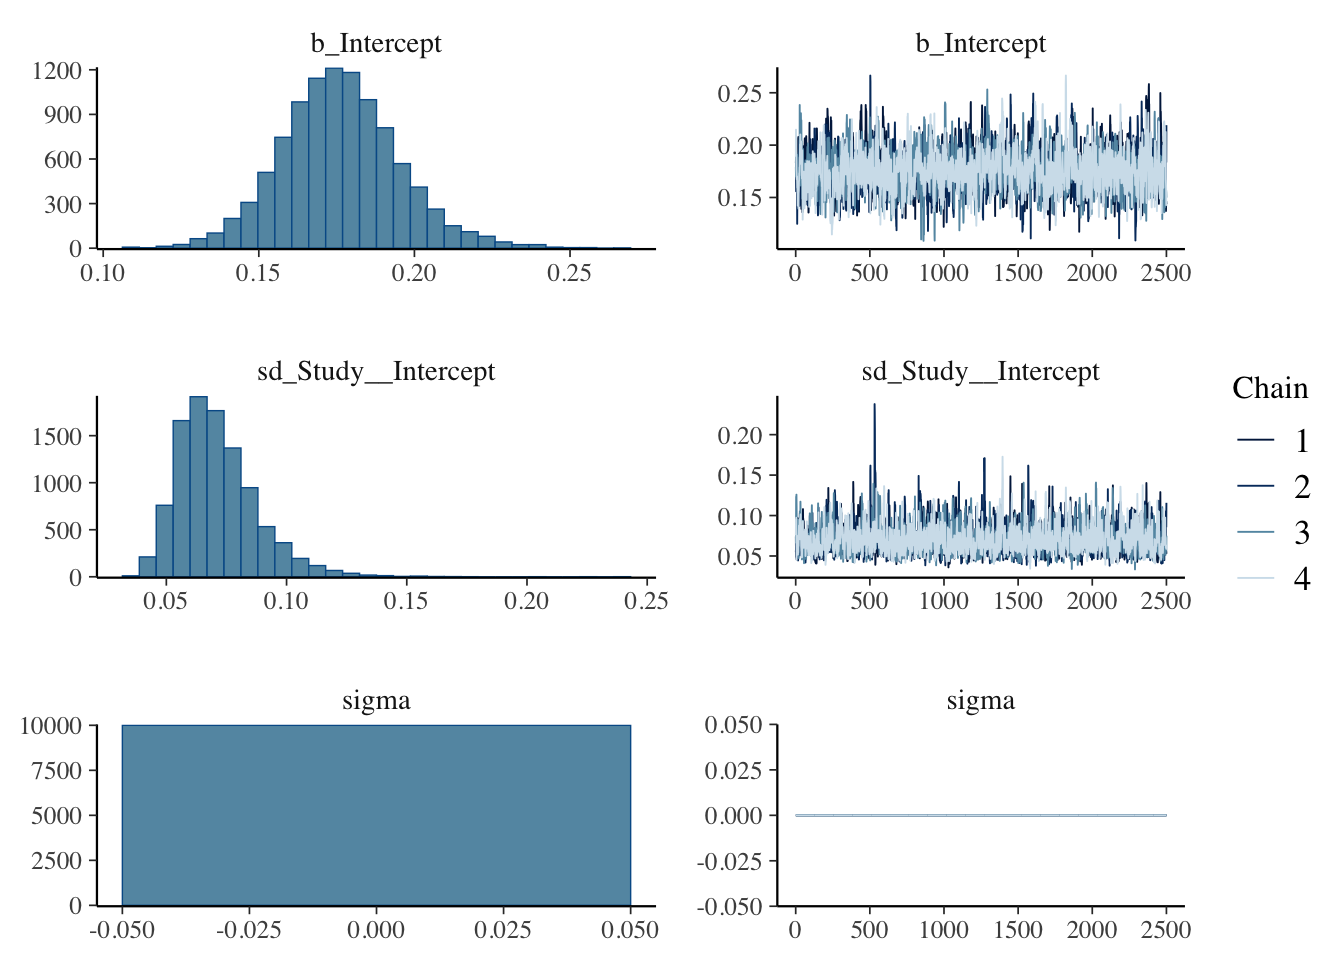 b_Intercept
1200
900
600
300
0
0.10 0.15 0.20 0.25
b_Intercept
0.25
0.20
0.15
0 500 1000 1500 2000 2500
sd_Study__Intercept
1500
1000
500
0
0.05 0.10 0.15 0.20 0.25
sd_Study__Intercept
0.20
0.15
0.10
0.05
0 500 1000 1500 2000 2500
Chain
1
2
3
4
sigma
10000
7500
5000
2500
0
-0.050 -0.025 0.000 0.025 0.050
sigma
0.050
0.025
0.000
-0.025
-0.050
0 500 1000 1500 2000 2500